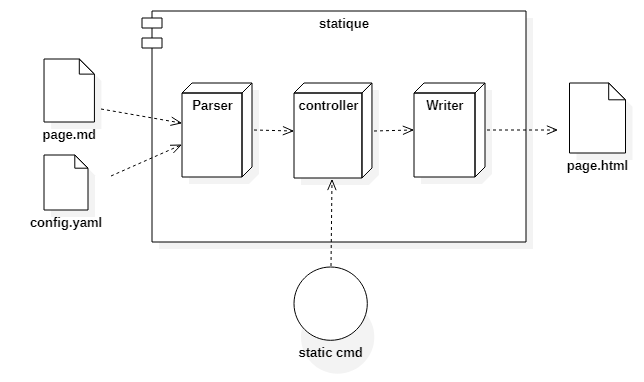 statique
Parser
controller
Writer
page.md
page.html
config.yaml
static cmd